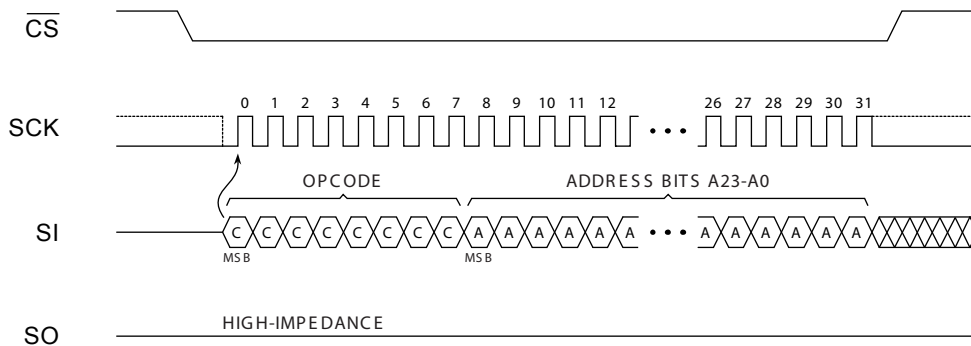 CS
SCK 0 1 2 3 4 5 6 7 8 9 10 11 12 ••• 26 27 28 29 30 31
OPCODE ADDRESS BITS A23-A0
SI C C C C C C C C A A A A A A ••• A A A A A A
MSB MSB
HIGH-IMPEDANCE
SO